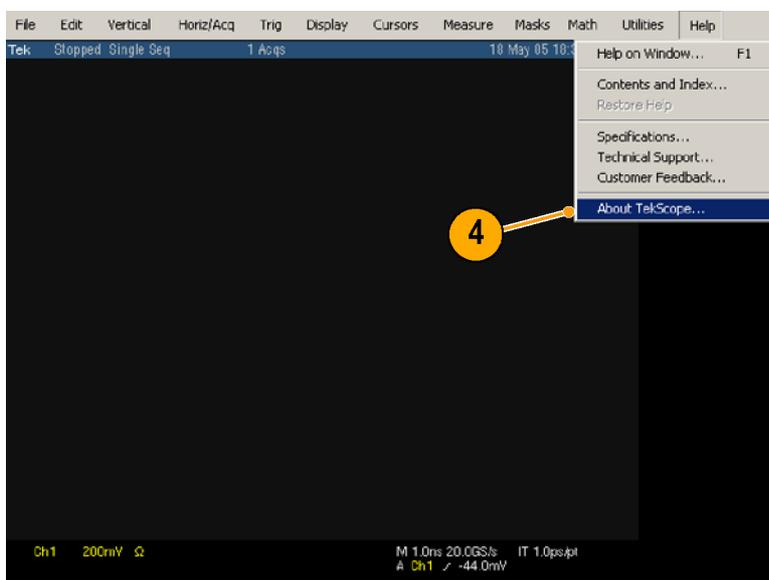 File Edit Vertical Horiz/Acq Trig Display Cursors Measure Masks Math Utilities Help
Tek Stopped Single Seq 1 Acqs 18 May 05
Help on Window... F1
Contents and Index...
Restore Help
Specifications...
Technical Support...
Customer Feedback...
About TekScope...
4
Ch1 200mV Ω M 1.0ns 20.0GS/s IT 1.0ps/pt
A Ch1 -44.0mV